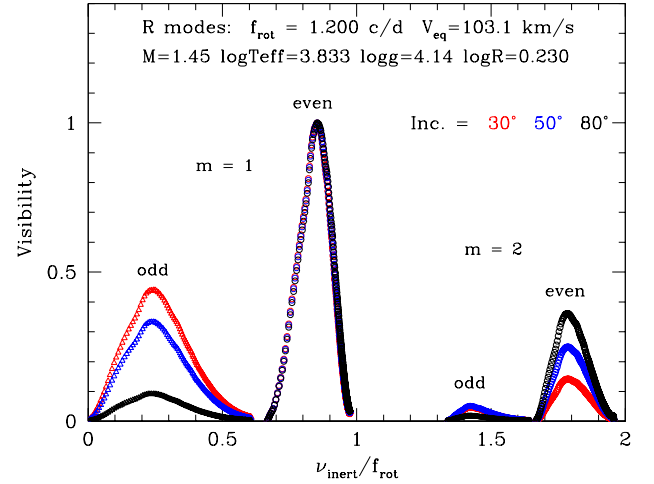 R modes: f_rot = 1.200 c/d V_eq=103.1 km/s
M=1.45 logTeff=3.833 logg=4.14 logR=0.230
even
Inc. = 30° 50° 80°
m = 1
m = 2
odd
even
odd
Visibility
1
0.5
0
0
0.5
1
1.5
2
ν_inert/f_rot